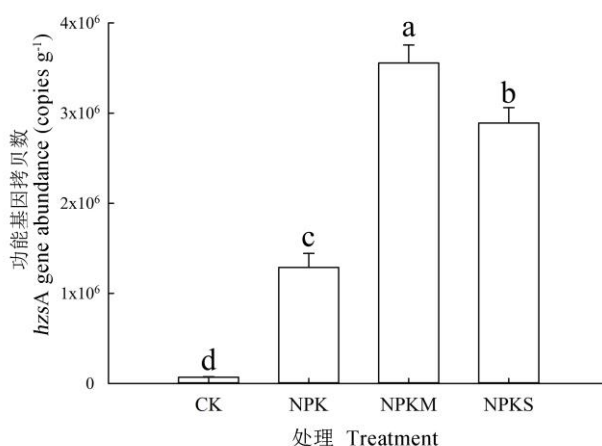 功能基因拷贝数
hzsA gene abundance (copies g⁻¹)
4x10⁶
3x10⁶
2x10⁶
1x10⁶
0
d
c
a
b
CK NPK NPKM NPKS
处理 Treatment